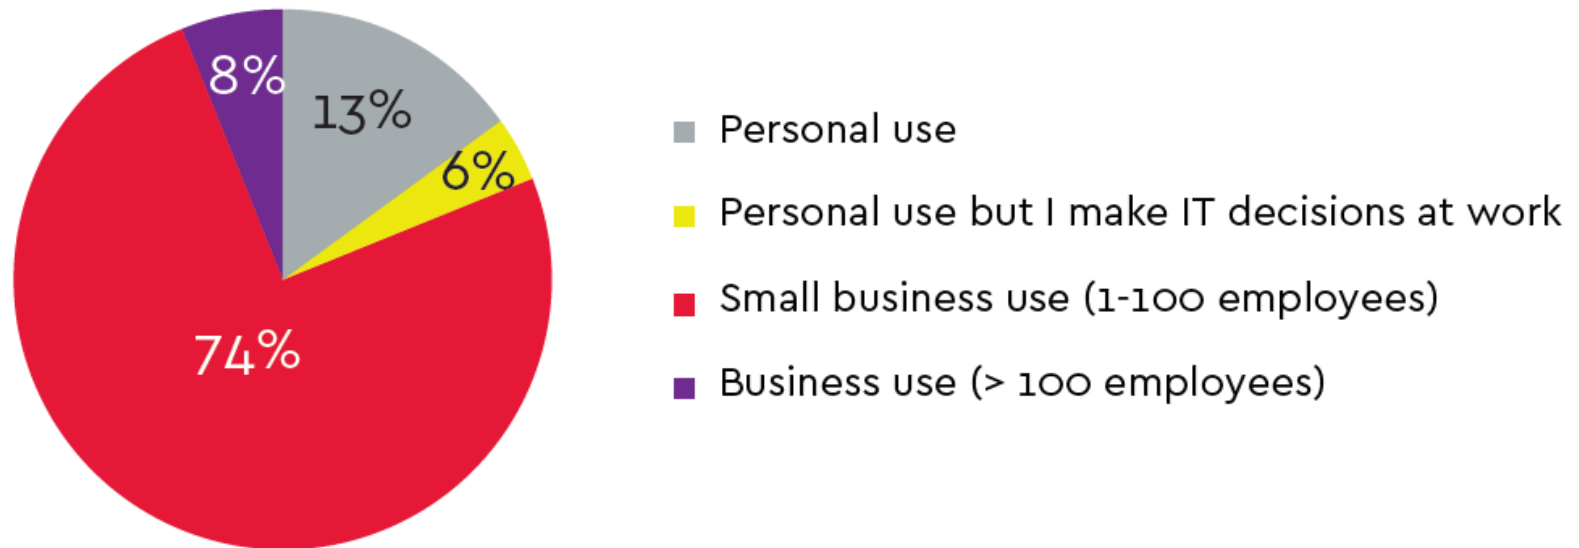 8%
13%
6%
74%
Personal use
Personal use but I make IT decisions at work
Small business use (1-100 employees)
Business use (> 100 employees)